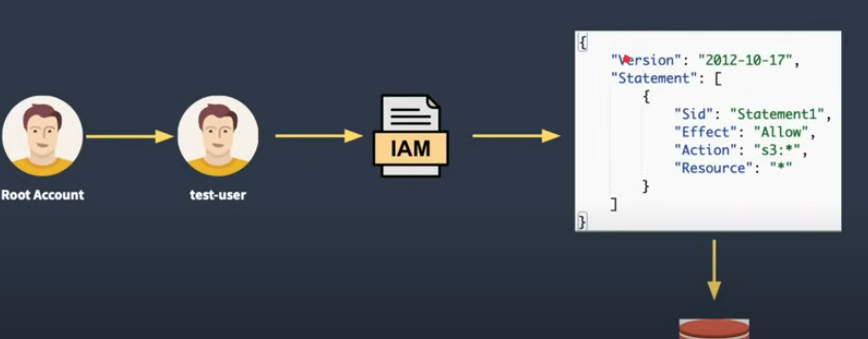 Root Account
test-user
IAM
{
"Version": "2012-10-17",
"Statement": [
{
"Sid": "Statement1",
"Effect": "Allow",
"Action": "s3:*",
"Resource": "*"
}
]
}